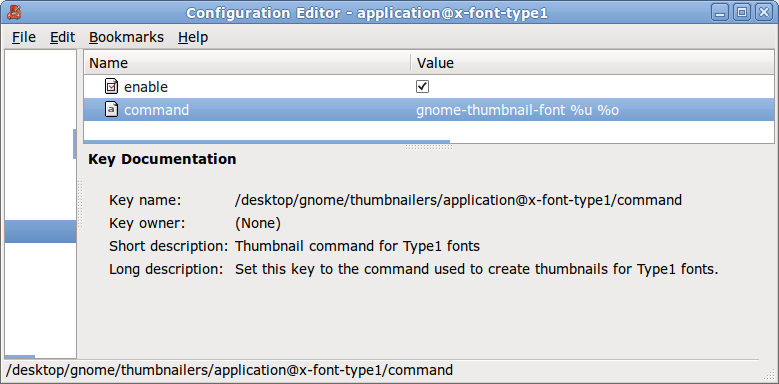 Configuration Editor - application@x-font-type1
File Edit Bookmarks Help
Name Value
enable
command gnome-thumbnail-font %u %o
Key Documentation
Key name: /desktop/gnome/thumbnailers/application@x-font-type1/command
Key owner: (None)
Short description: Thumbnail command for Type1 fonts
Long description: Set this key to the command used to create thumbnails for Type1 fonts.
/desktop/gnome/thumbnailers/application@x-font-type1/command